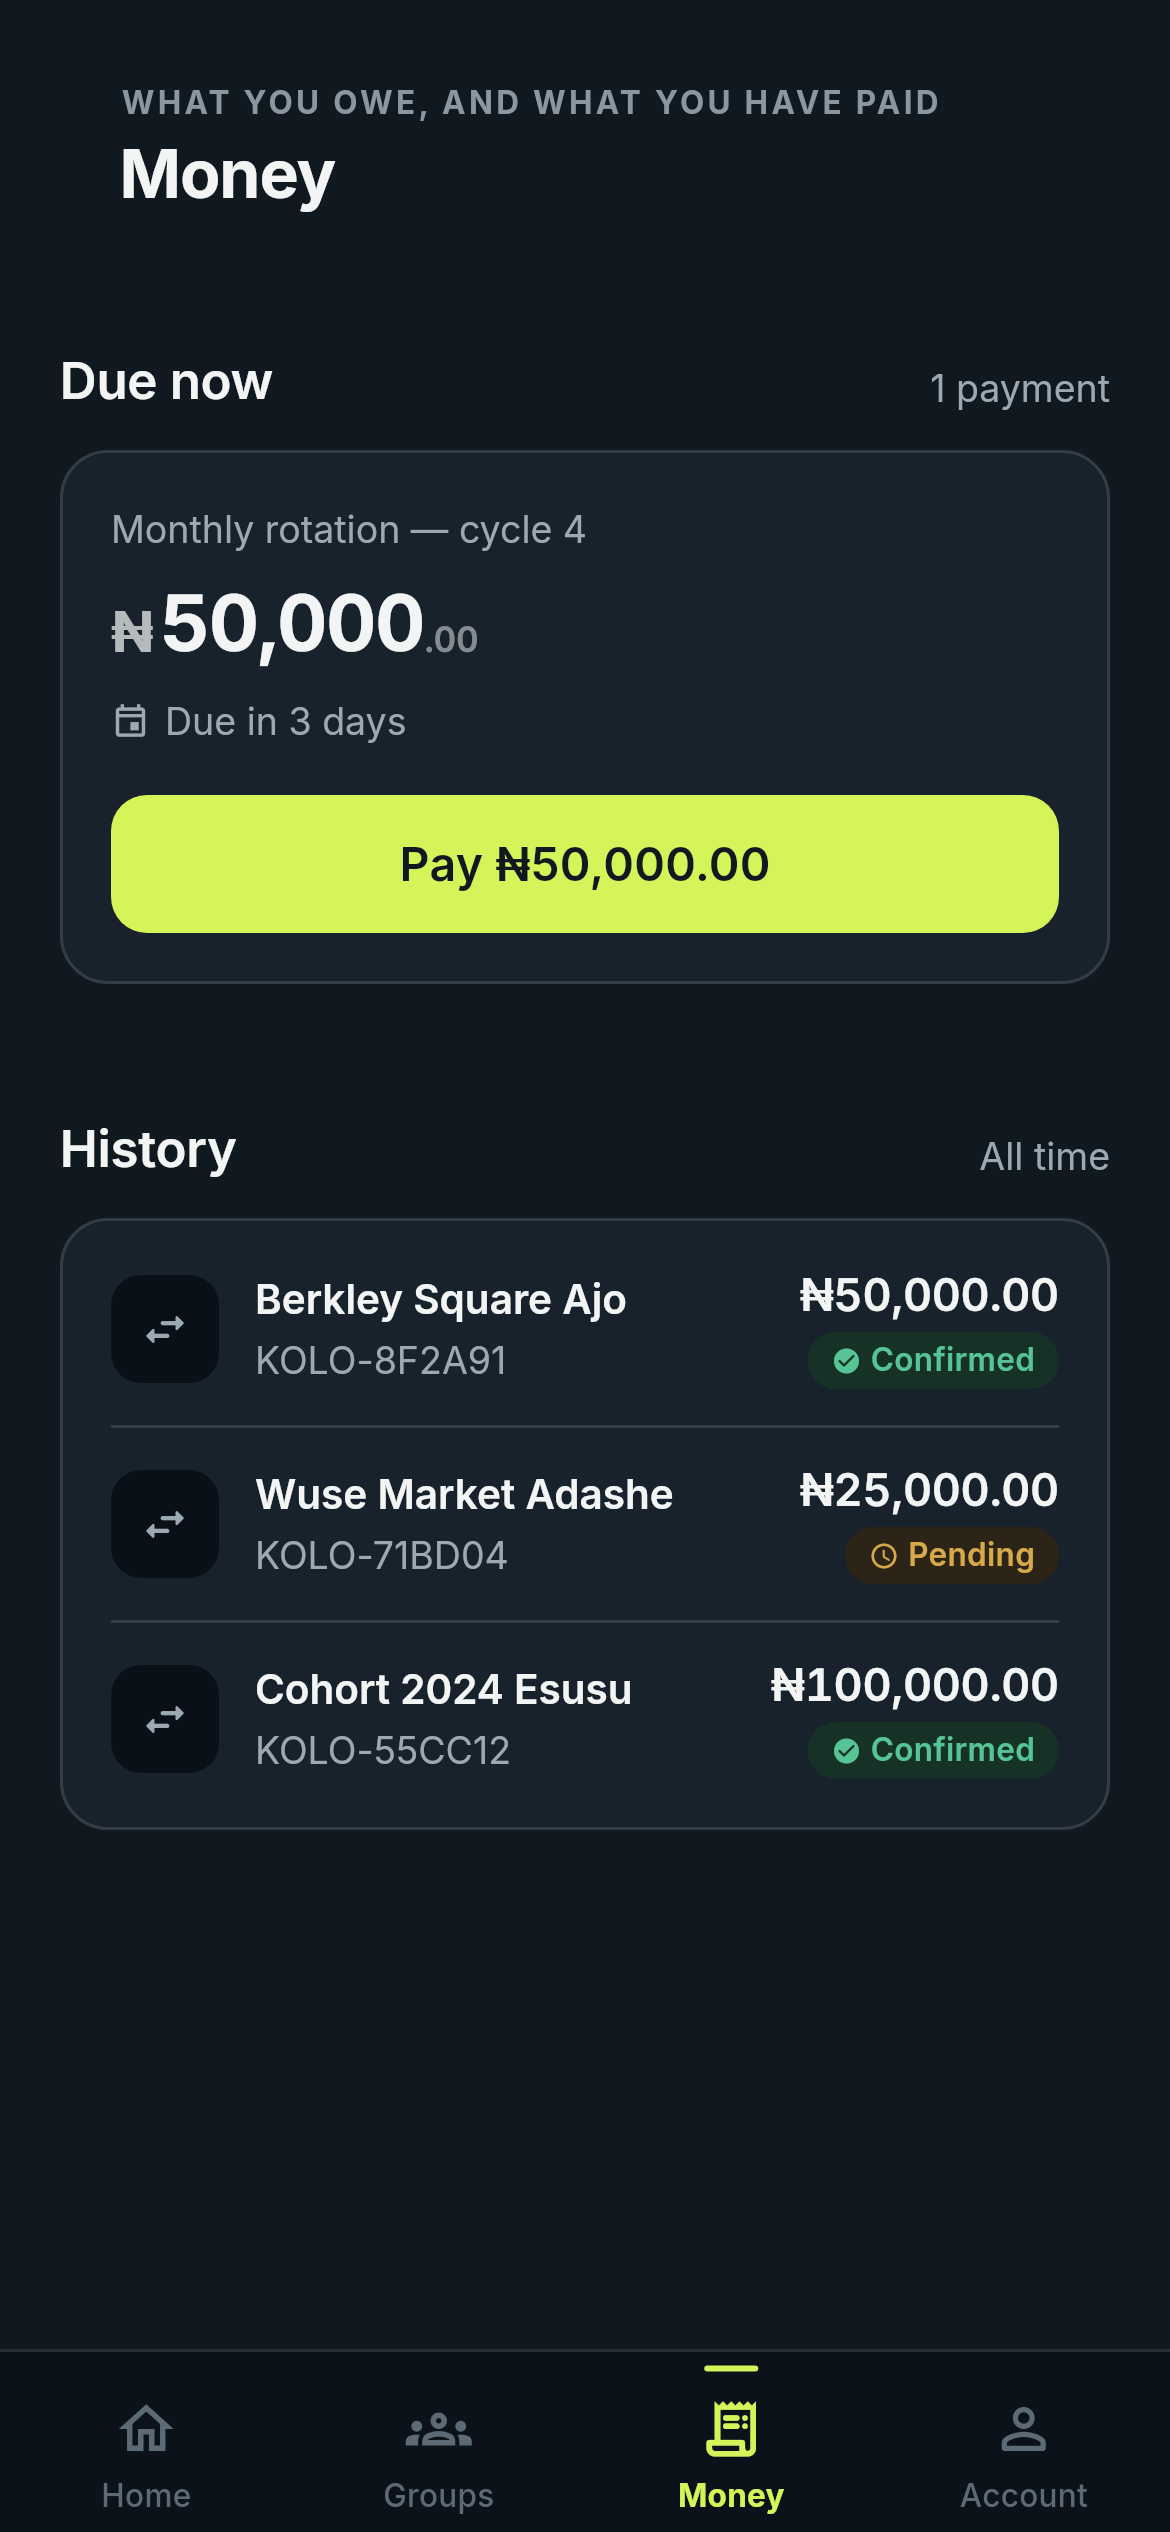 WHAT YOU OWE, AND WHAT YOU HAVE PAID
Money
Due now
1 payment
Monthly rotation — cycle 4
₦50,000.00
Due in 3 days
Pay ₦50,000.00
History
All time
Berkley Square Ajo
₦50,000.00
KOLO-8F2A91
Confirmed
Wuse Market Adashe
₦25,000.00
KOLO-71BD04
Pending
Cohort 2024 Esusu
₦100,000.00
KOLO-55CC12
Confirmed
Home
Groups
Money
Account